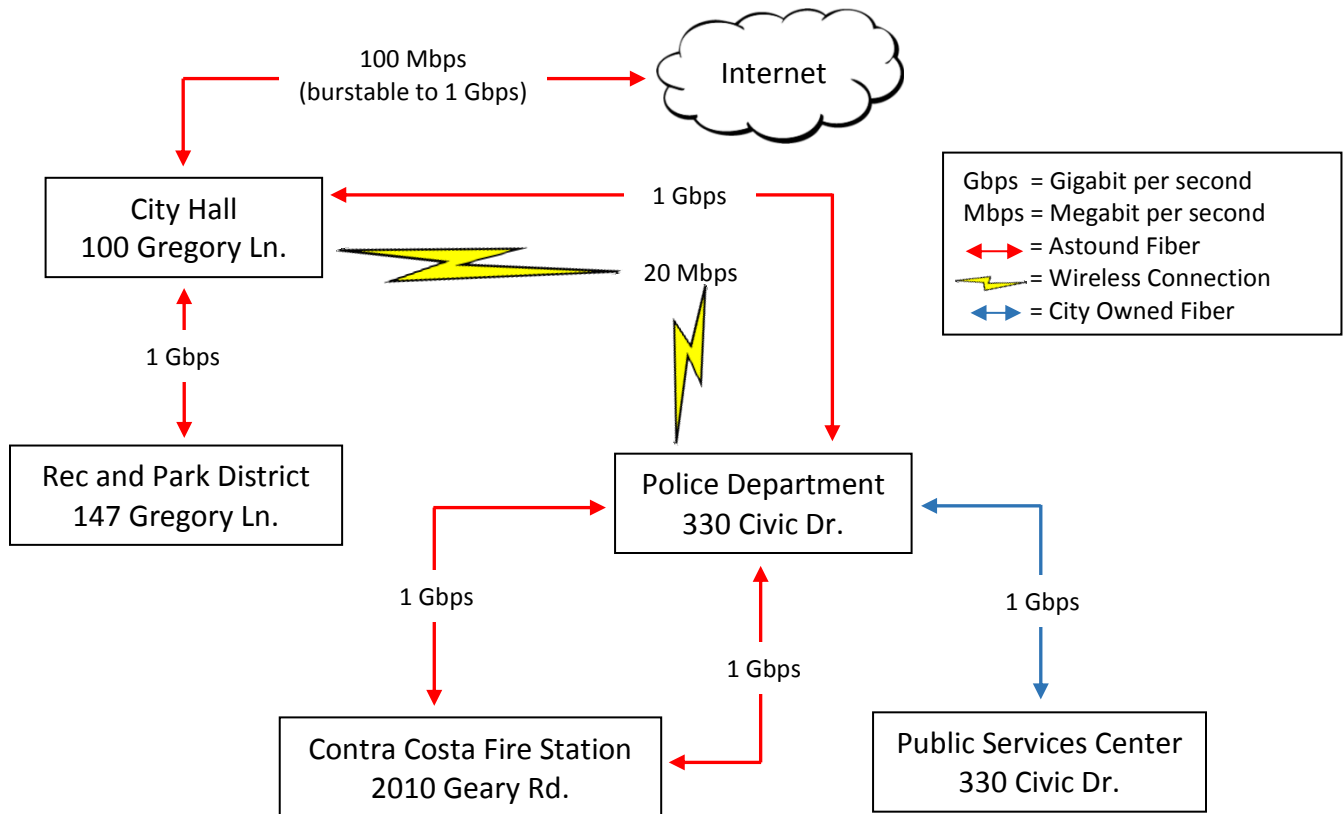 100 Mbps
(burstable to 1 Gbps)
Internet
Gbps = Gigabit per second
Mbps = Megabit per second
= Astound Fiber
= Wireless Connection
= City Owned Fiber
City Hall
100 Gregory Ln.
1 Gbps
20 Mbps
1 Gbps
Rec and Park District
147 Gregory Ln.
Police Department
330 Civic Dr.
1 Gbps
1 Gbps
1 Gbps
Contra Costa Fire Station
2010 Geary Rd.
Public Services Center
330 Civic Dr.